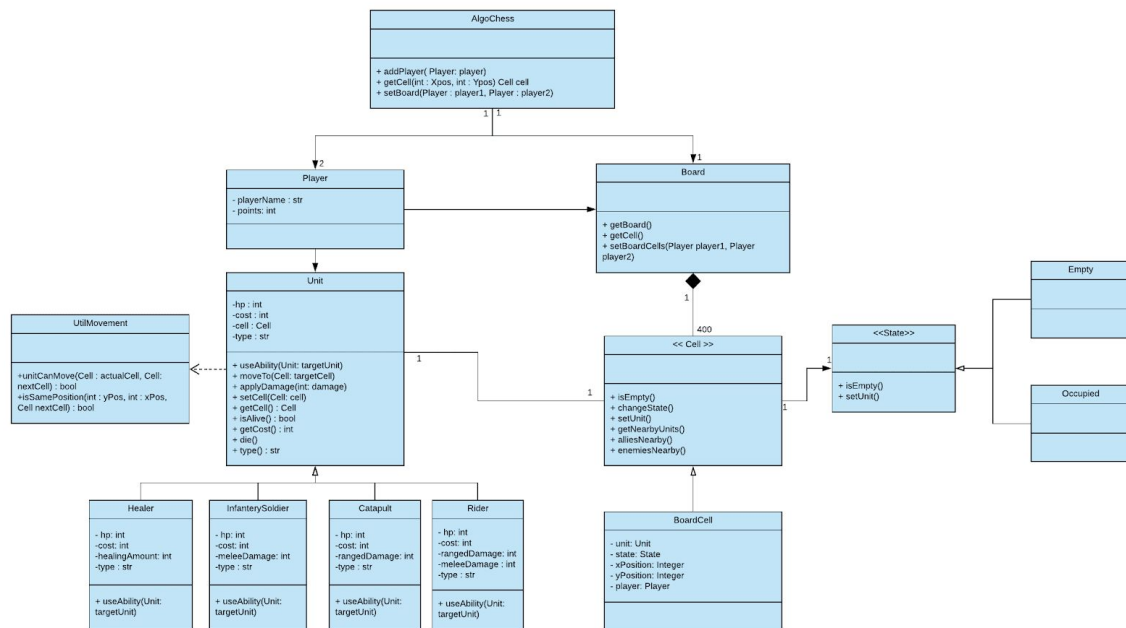 AlgoChess
+ addPlayer( Player: player)
+ getCell(int : Xpos, int : Ypos) Cell cell
+ setBoard(Player : player1, Player : player2)
1
1
2
1
Player
- playerName : str
- points: int
Board
+ getBoard()
+ getCell()
+ setBoardCells(Player player1, Player
player2)
1
400
Unit
-hp : int
-cost : int
-cell : Cell
-type : str
+ useAbility(Unit: targetUnit)
+ moveTo(Cell: targetCell)
+ applyDamage(int: damage)
+ setCell(Cell: cell)
+ getCell() : Cell
+ isAlive() : bool
+ getCost() : int
+ die()
+ type() : str
1
1
UtilMovement
+unitCanMove(Cell : actualCell, Cell:
nextCell) : bool
+isSamePosition(int : yPos, int : xPos,
Cell nextCell) : bool
<< Cell >>
+ isEmpty()
+ changeState()
+ setUnit()
+ getNearbyUnits()
+ alliesNearby()
+ enemiesNearby()
1
1
<<State>>
+ isEmpty()
+ setUnit()
Empty
Occupied
Healer
- hp: int
-cost: int
-healingAmount: int
-type : str
+ useAbility(Unit:
targetUnit)
InfanterySoldier
- hp: int
-cost: int
-meleeDamage: int
-type : str
+ useAbility(Unit:
targetUnit)
Catapult
- hp: int
-cost: int
-rangedDamage: int
-type : str
+ useAbility(Unit:
targetUnit)
Rider
- hp: int
-cost: int
-rangedDamage: int
-meleeDamage : int
-type : str
+ useAbility(Unit:
targetUnit)
BoardCell
- unit: Unit
- state: State
- xPosition: Integer
- yPosition: Integer
- player: Player